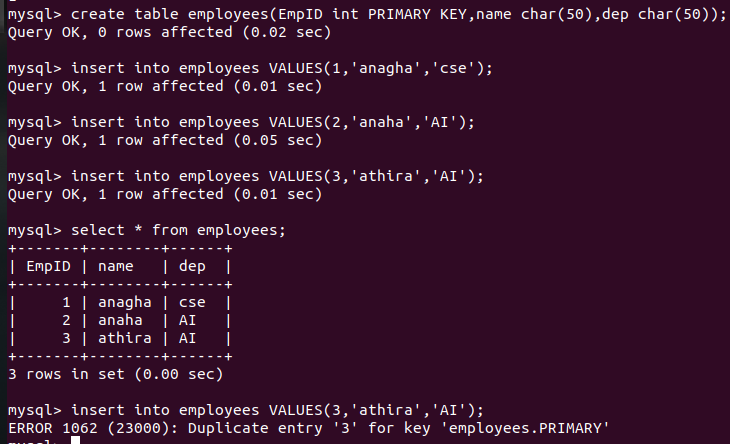 mysql> create table employees(EmpID int PRIMARY KEY,name char(50),dep char(50));
Query OK, 0 rows affected (0.02 sec)
mysql> insert into employees VALUES(1,'anagha','cse');
Query OK, 1 row affected (0.01 sec)
mysql> insert into employees VALUES(2,'anaha','AI');
Query OK, 1 row affected (0.05 sec)
mysql> insert into employees VALUES(3,'athira','AI');
Query OK, 1 row affected (0.01 sec)
mysql> select * from employees;
+-------+--------+------+
| EmpID | name   | dep  |
+-------+--------+------+
|     1 | anagha | cse  |
|     2 | anaha  | AI   |
|     3 | athira | AI   |
+-------+--------+------+
3 rows in set (0.00 sec)
mysql> insert into employees VALUES(3,'athira','AI');
ERROR 1062 (23000): Duplicate entry '3' for key 'employees.PRIMARY'